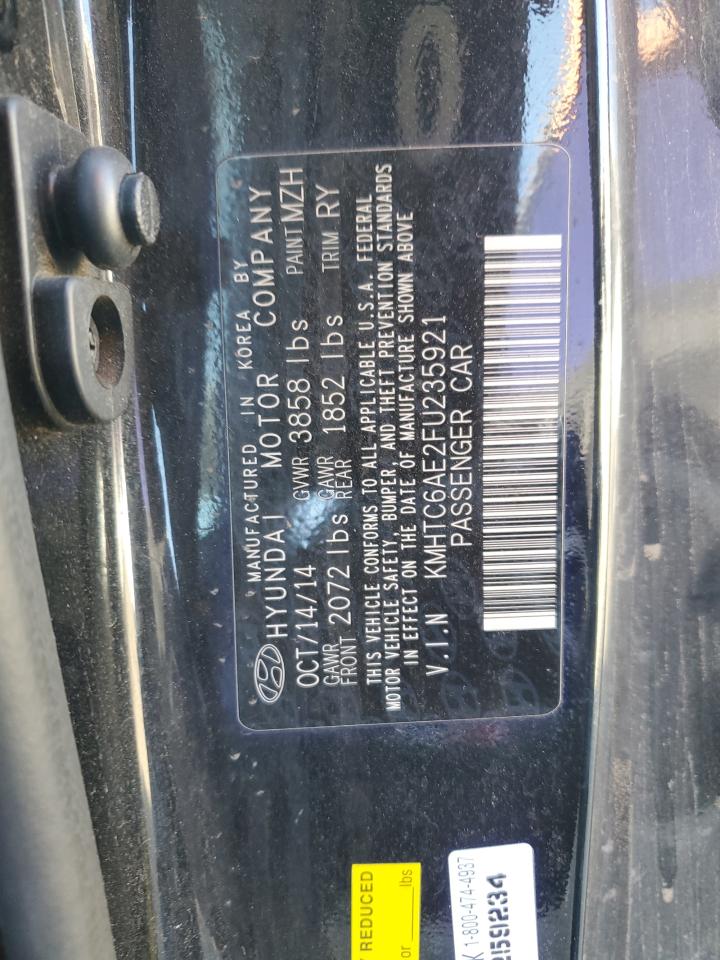 MANUFACTURED IN KOREA BY
HYUNDAI MOTOR COMPANY
OCT/14/14 GVWR 3858 lbs PAINT MZH
GAWR FRONT 2072 lbs GAWR REAR 1852 lbs TRIM RY
THIS VEHICLE CONFORMS TO ALL APPLICABLE U.S.A. FEDERAL
MOTOR VEHICLE SAFETY, BUMPER, AND THEFT PREVENTION STANDARDS
IN EFFECT ON THE DATE OF MANUFACTURE SHOWN ABOVE
V.I.N KMHTC6AE2FU235921
PASSENGER CAR
REDUCED
or lbs
1-800-474-4937
2591234